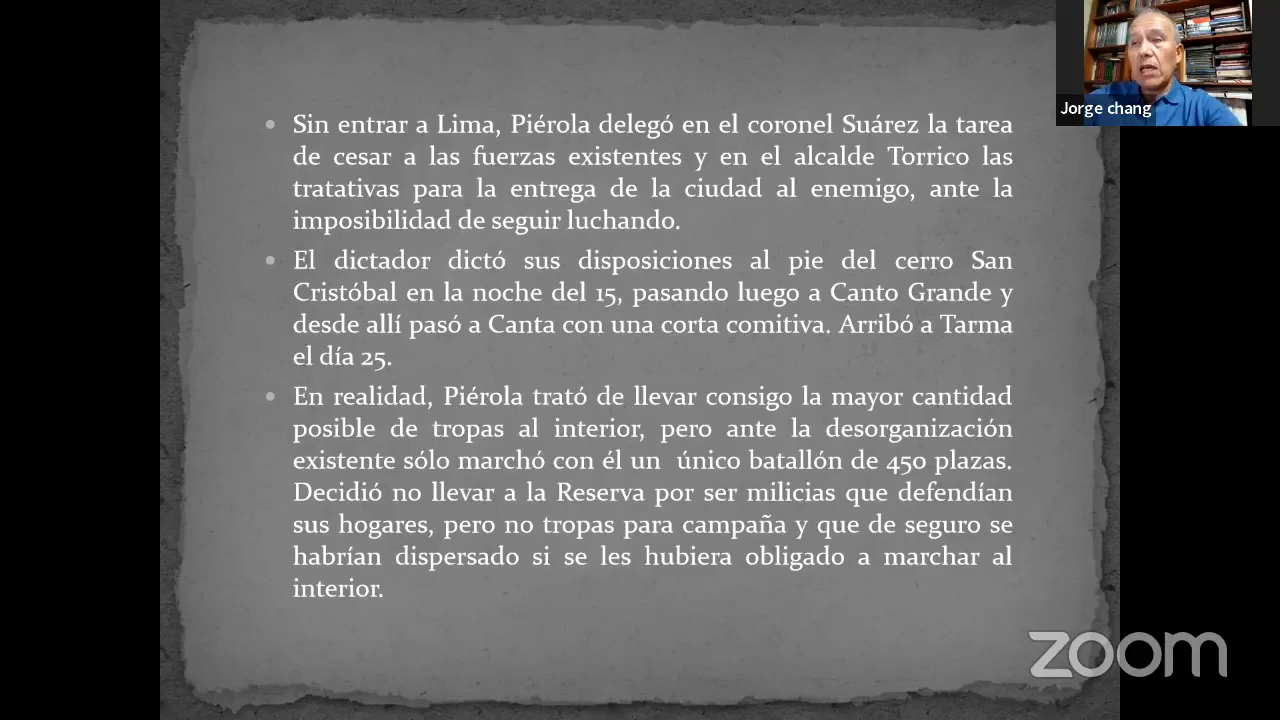 Jorge chang
• Sin entrar a Lima, Piérola delegó en el coronel Suárez la tarea
de cesar a las fuerzas existentes y en el alcalde Torrico las
tratativas para la entrega de la ciudad al enemigo, ante la
imposibilidad de seguir luchando.
• El dictador dictó sus disposiciones al pie del cerro San
Cristóbal en la noche del 15, pasando luego a Canto Grande y
desde allí pasó a Canta con una corta comitiva. Arribó a Tarma
el día 25.
• En realidad, Piérola trató de llevar consigo la mayor cantidad
posible de tropas al interior, pero ante la desorganización
existente sólo marchó con él un único batallón de 450 plazas.
Decidió no llevar a la Reserva por ser milicias que defendían
sus hogares, pero no tropas para campaña y que de seguro se
habrían dispersado si se les hubiera obligado a marchar al
interior.
zoom